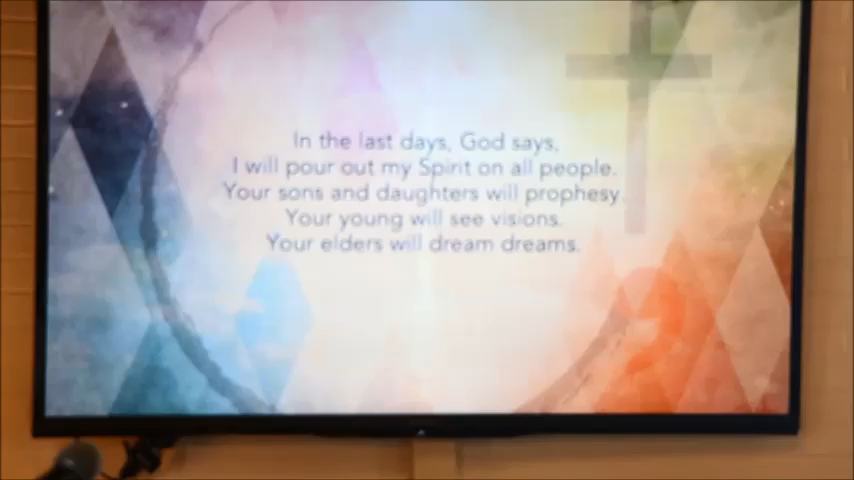 In the last days, God says,
I will pour out my Spirit on all people.
Your sons and daughters will prophesy.
Your young will see visions.
Your elders will dream dreams.